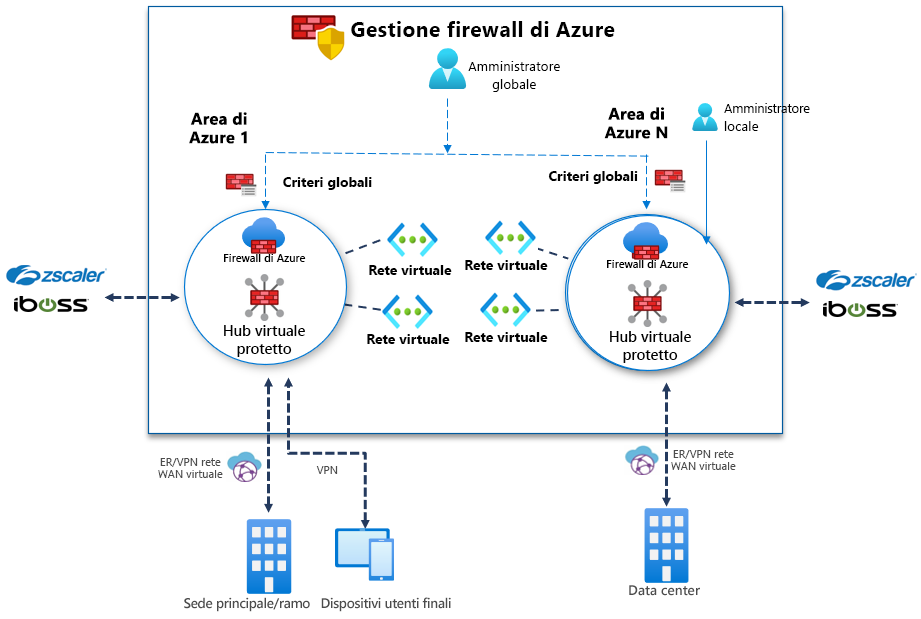 Gestione firewall di Azure
Amministratore
globale
Area di
Azure 1
Area di
Azure N
Amministratore
locale
Criteri globali
Criteri globali
Firewall di Azure
Hub virtuale
protetto
Rete virtuale
Rete virtuale
Rete virtuale
Rete virtuale
Firewall di Azure
Hub virtuale
protetto
zscaler
iboss
zscaler
iboss
ER/VPN rete
WAN virtuale
VPN
ER/VPN rete
WAN virtuale
Sede principale/ramo
Dispositivi utenti finali
Data center